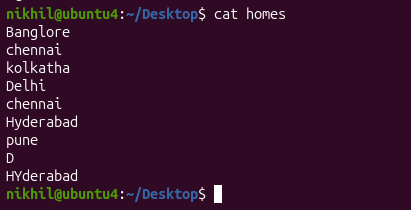 nikhil@ubuntu4:~/Desktop$ cat homes
Banglore
chennai
kolkatha
Delhi
chennai
Hyderabad
pune
D
HYderabad
nikhil@ubuntu4:~/Desktop$